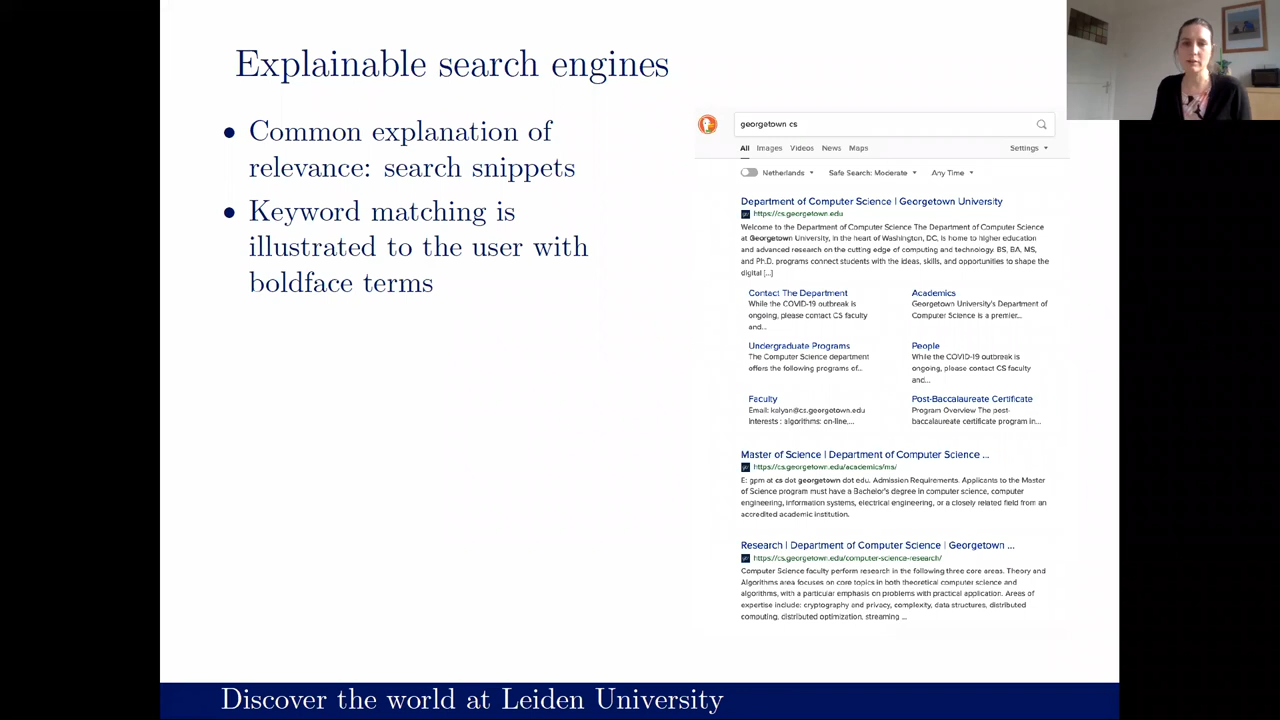 Explainable search engines
• Common explanation of
relevance: search snippets
• Keyword matching is
illustrated to the user with
boldface terms
georgetown cs
All Images Videos News Maps Settings
Netherlands Safe Search: Moderate Any Time
Department of Computer Science | Georgetown University
https://cs.georgetown.edu
Welcome to the Department of Computer Science The Department of Computer Science
at Georgetown University, in the heart of Washington, DC, is home to higher education
and advanced research on the cutting edge of computing and technology. BS, BA, MS,
and Ph.D. programs connect students with the ideas, skills, and opportunities to shape the
digital [...]
Contact The Department
While the COVID-19 outbreak is
ongoing, please contact CS faculty
and...
Academics
Georgetown University's Department of
Computer Science is a premier...
Undergraduate Programs
The Computer Science department
offers the following programs of...
People
While the COVID-19 outbreak is
ongoing, please contact CS faculty
and...
Faculty
Email: kalyan@cs.georgetown.edu
Interests : algorithms: on-line,...
Post-Baccalaureate Certificate
Program Overview The post-
baccalaureate certificate program in...
Master of Science | Department of Computer Science ...
https://cs.georgetown.edu/academics/ms/
E: gpm at cs dot georgetown dot edu. Admission Requirements. Applicants to the Master
of Science program must have a Bachelor's degree in computer science, computer
engineering, information systems, electrical engineering, or a closely related field from an
accredited academic institution.
Research | Department of Computer Science | Georgetown ...
https://cs.georgetown.edu/computer-science-research/
Computer Science faculty perform research in the following three core areas. Theory and
Algorithms area focuses on core topics in both theoretical computer science and
algorithms, with a particular emphasis on problems with practical application. Areas of
expertise include: cryptography and privacy, complexity, data structures, distributed
computing, distributed optimization, streaming ...
Discover the world at Leiden University